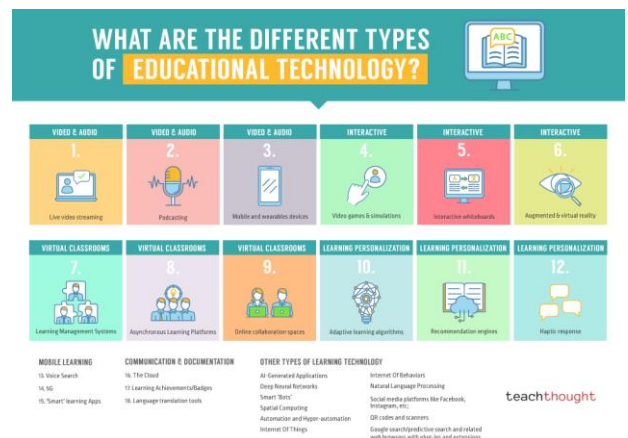 WHAT ARE THE DIFFERENT TYPES
OF EDUCATIONAL TECHNOLOGY?
ABC
VIDEO & AUDIO
1.
Live video streaming
VIDEO & AUDIO
2.
Podcasting
VIDEO & AUDIO
3.
Mobile and wearables devices
INTERACTIVE
4.
Video games & simulations
INTERACTIVE
5.
Interactive whiteboards
INTERACTIVE
6.
Augmented & virtual reality
VIRTUAL CLASSROOMS
7.
Learning Management Systems
VIRTUAL CLASSROOMS
8.
Asynchronous Learning Platforms
VIRTUAL CLASSROOMS
9.
Online collaboration spaces
LEARNING PERSONALIZATION
10.
Adaptive learning algorithms
LEARNING PERSONALIZATION
11.
Recommendation engines
LEARNING PERSONALIZATION
12.
Haptic response
MOBILE LEARNING
13. Voice Search
14. 5G
15. 'Smart' learning Apps
COMMUNICATION & DOCUMENTATION
16. The Cloud
17. Learning Achievements/Badges
18. Language translation tools
OTHER TYPES OF LEARNING TECHNOLOGY
AI-Generated Applications
Deep Neural Networks
Smart 'Bots'
Spatial Computing
Automation and Hyper-automation
Internet Of Things
Internet Of Behaviors
Natural Language Processing
Social media platforms like Facebook,
Instagram, etc;
QR codes and scanners
Google search/predictive search and related
web browsers with plug-ins and extensions
teachthought